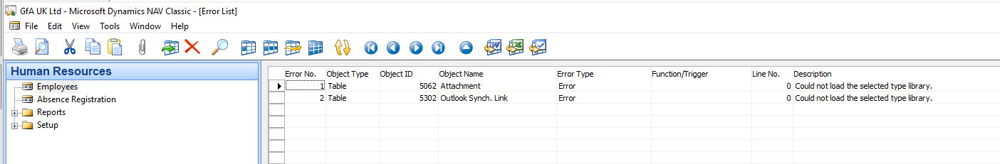 GfA UK Ltd - Microsoft Dynamics NAV Classic - [Error List]
File Edit View Tools Window Help
Human Resources
Employees
Absence Registration
Reports
Setup
Error No. Object Type Object ID Object Name Error Type Function/Trigger Line No. Description
1 Table 5062 Attachment Error 0 Could not load the selected type library.
2 Table 5302 Outlook Synch. Link Error 0 Could not load the selected type library.